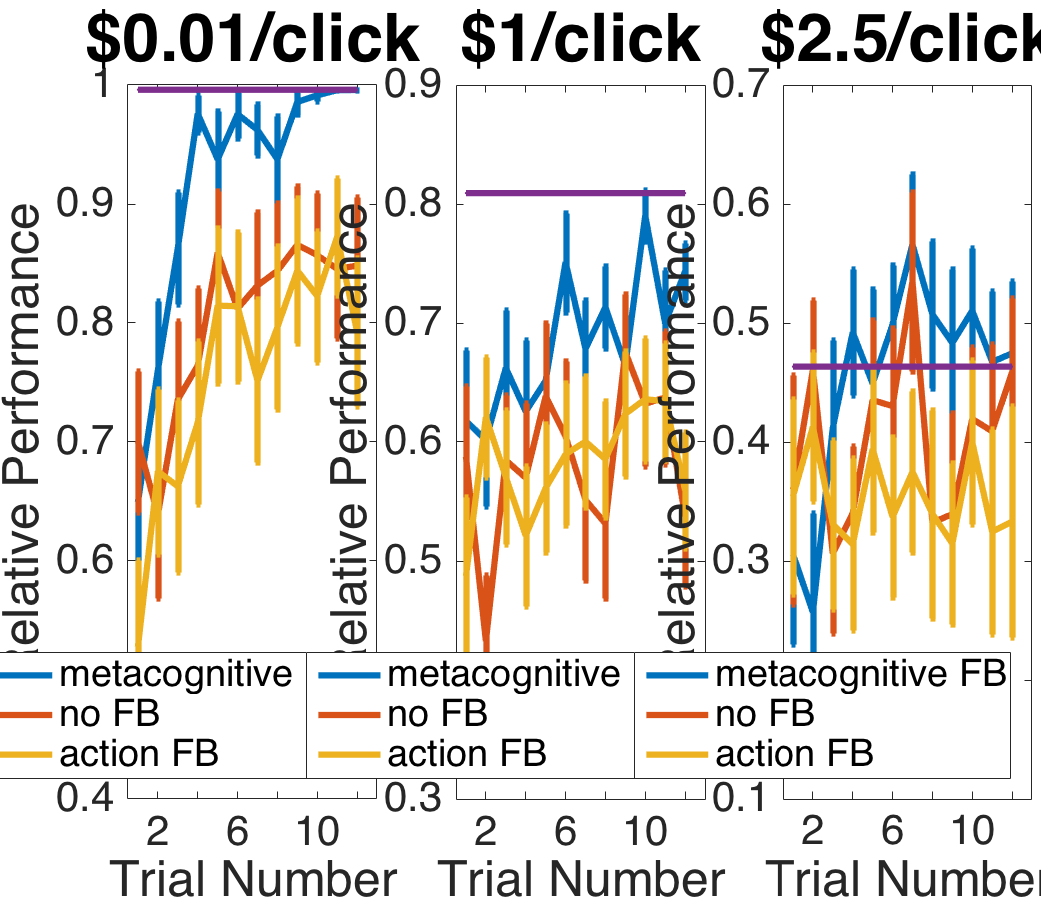 $0.01/click
$1/click
$2.5/click
1
0.9
0.8
0.7
0.6
0.4
elative Performance
0.9
0.8
0.7
0.6
0.5
0.3
elative Performance
0.7
0.6
0.5
0.4
0.3
0.1
elative Performance
metacognitive
no FB
action FB
metacognitive
no FB
action FB
metacognitive FB
no FB
action FB
2 6 10
2 6 10
2 6 10
Trial Number
Trial Number
Trial Number